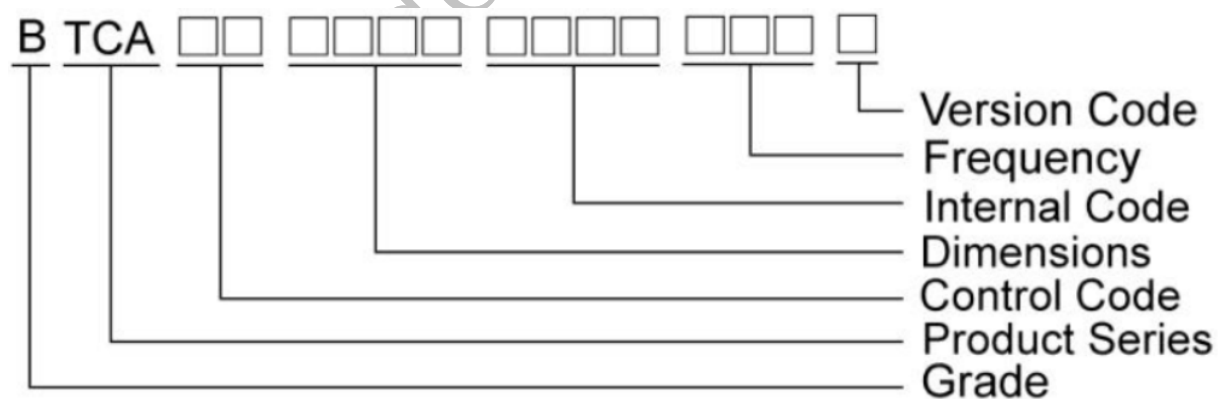 B TCA □□ □□□□ □□□□ □□□ □
Version Code
Frequency
Internal Code
Dimensions
Control Code
Product Series
Grade